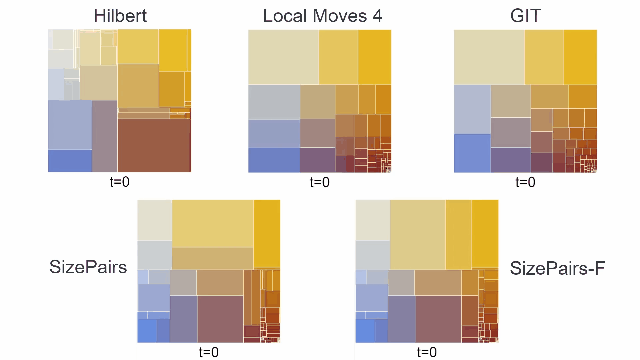 Hilbert
Local Moves 4
GIT
t=0
t=0
t=0
SizePairs
SizePairs-F
t=0
t=0